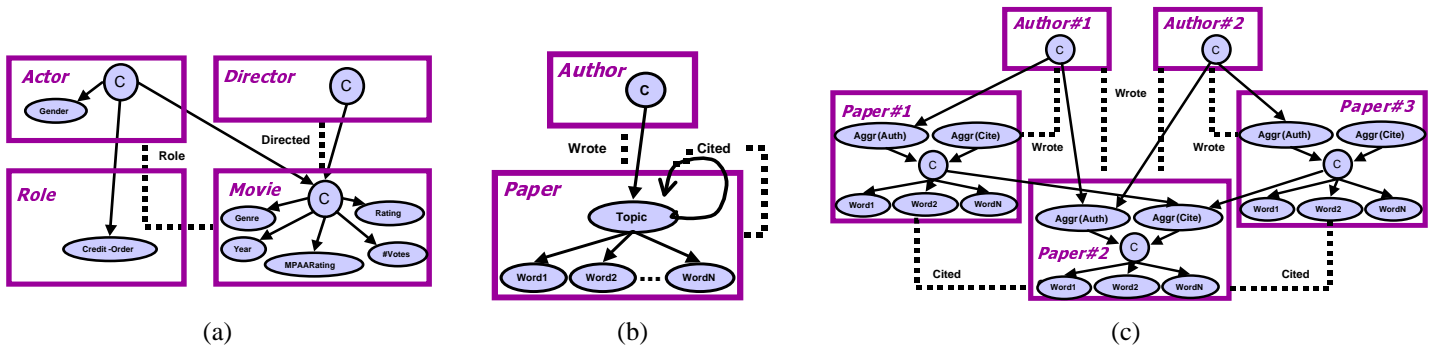 Actor
C
Gender
Role
Role
Credit -Order
Director
C
Directed
Movie
C
Genre
Rating
Year
#Votes
MPAARating
(a)
Author
C
Wrote
Cited
Paper
Topic
Word1
Word2
WordN
(b)
Author#1
C
Author#2
C
Wrote
Paper#1
Aggr(Auth)
Aggr(Cite)
C
Word1
Word2
WordN
Wrote
Wrote
Paper#3
Aggr(Auth)
Aggr(Cite)
C
Word1
Word2
WordN
Aggr(Auth)
Aggr(Cite)
C
Paper#2
Word1
Word2
WordN
Cited
Cited
(c)